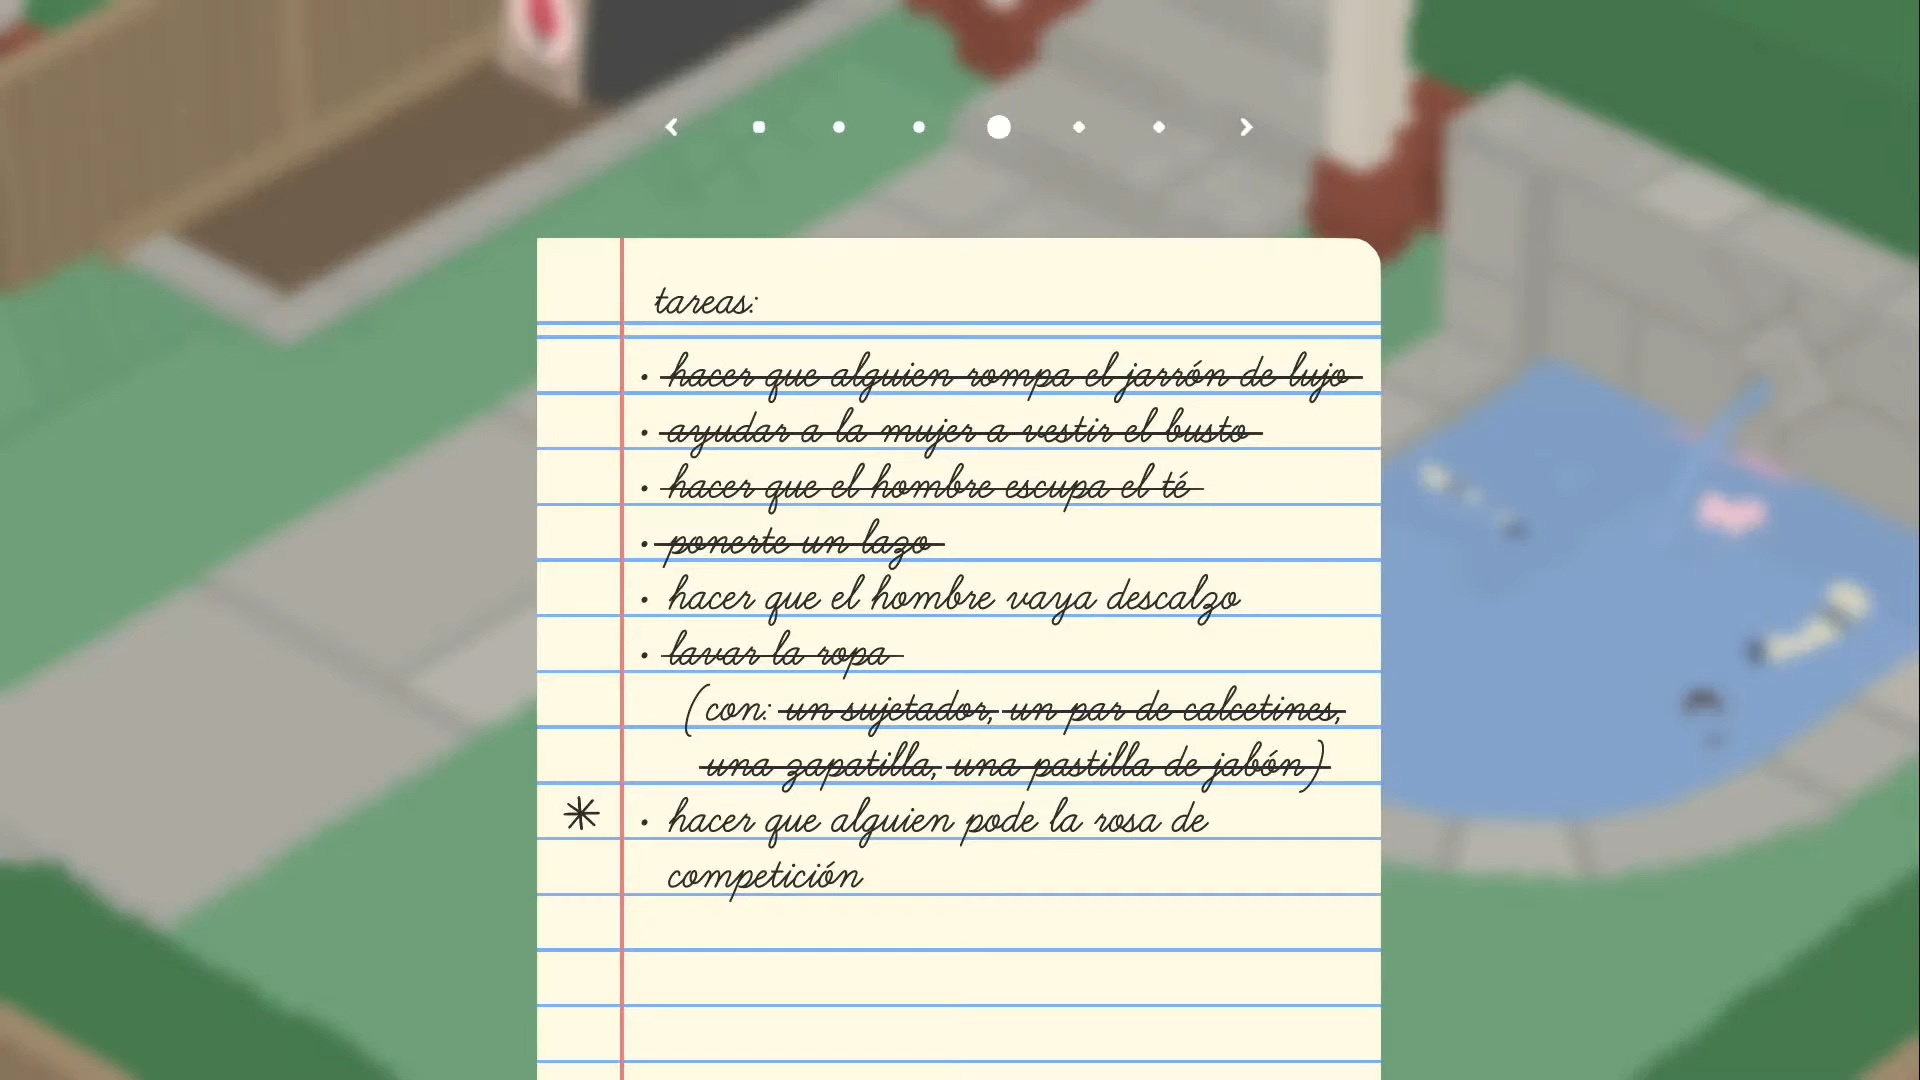 tareas:
• hacer que alguien rompa el jarrón de lujo
• ayudar a la mujer a vestir el busto
• hacer que el hombre escupa el té
• ponerte un lazo
• hacer que el hombre vaya descalzo
• lavar la ropa
(con: un sujetador, un par de calcetines,
una zapatilla, una pastilla de jabón)
• hacer que alguien pode la rosa de
competición